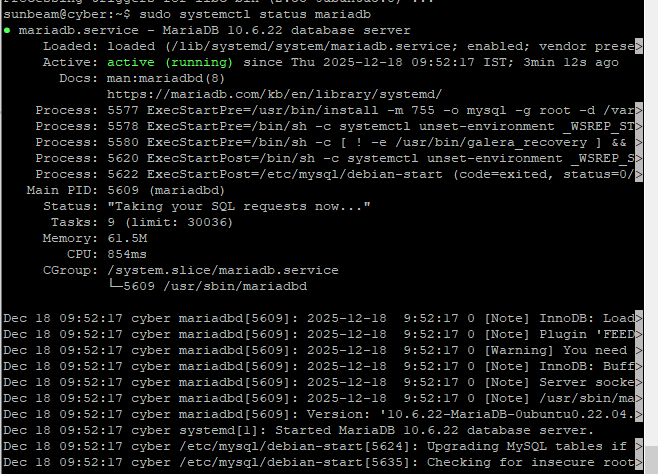 Processing triggers for libc-bin (2.35-0ubuntu3.8) ...
sunbeam@cyber:~$ sudo systemctl status mariadb
● mariadb.service - MariaDB 10.6.22 database server
Loaded: loaded (/lib/systemd/system/mariadb.service; enabled; vendor prese>
Active: active (running) since Thu 2025-12-18 09:52:17 IST; 3min 12s ago
Docs: man:mariadbd(8)
https://mariadb.com/kb/en/library/systemd/
Process: 5577 ExecStartPre=/usr/bin/install -m 755 -o mysql -g root -d /var>
Process: 5578 ExecStartPre=/bin/sh -c systemctl unset-environment _WSREP_ST>
Process: 5580 ExecStartPre=/bin/sh -c [ ! -e /usr/bin/galera_recovery ] && >
Process: 5620 ExecStartPost=/bin/sh -c systemctl unset-environment _WSREP_S>
Process: 5622 ExecStartPost=/etc/mysql/debian-start (code=exited, status=0/>
Main PID: 5609 (mariadbd)
Status: "Taking your SQL requests now..."
Tasks: 9 (limit: 30036)
Memory: 61.5M
CPU: 854ms
CGroup: /system.slice/mariadb.service
└─5609 /usr/sbin/mariadbd
Dec 18 09:52:17 cyber mariadbd[5609]: 2025-12-18  9:52:17 0 [Note] InnoDB: Load>
Dec 18 09:52:17 cyber mariadbd[5609]: 2025-12-18  9:52:17 0 [Note] Plugin 'FEED>
Dec 18 09:52:17 cyber mariadbd[5609]: 2025-12-18  9:52:17 0 [Warning] You need >
Dec 18 09:52:17 cyber mariadbd[5609]: 2025-12-18  9:52:17 0 [Note] InnoDB: Buff>
Dec 18 09:52:17 cyber mariadbd[5609]: 2025-12-18  9:52:17 0 [Note] Server socke>
Dec 18 09:52:17 cyber mariadbd[5609]: 2025-12-18  9:52:17 0 [Note] /usr/sbin/ma>
Dec 18 09:52:17 cyber mariadbd[5609]: Version: '10.6.22-MariaDB-0ubuntu0.22.04.>
Dec 18 09:52:17 cyber systemd[1]: Started MariaDB 10.6.22 database server.
Dec 18 09:52:17 cyber /etc/mysql/debian-start[5624]: Upgrading MySQL tables if >
Dec 18 09:52:17 cyber /etc/mysql/debian-start[5635]: Checking for insecure root>